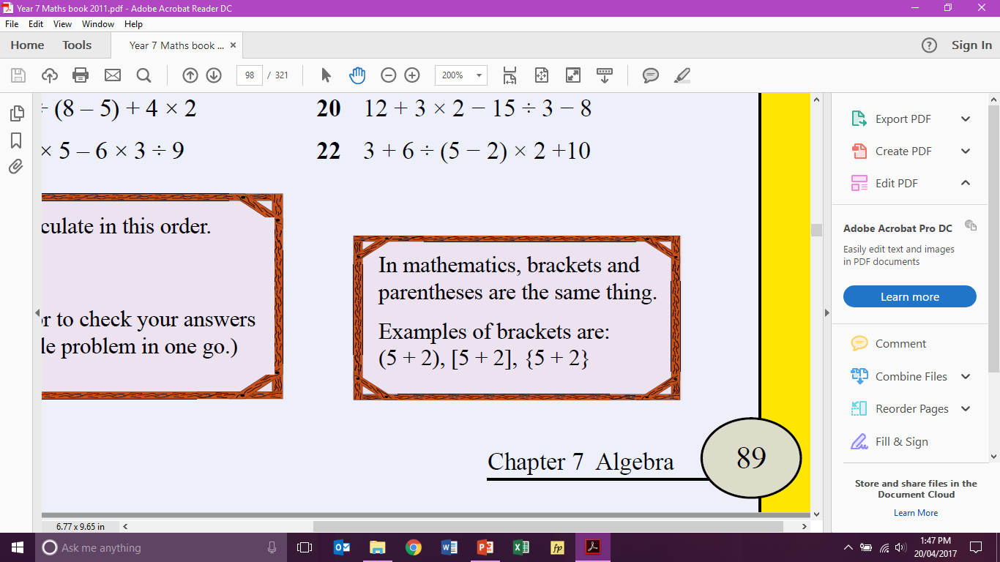 Year 7 Maths book 2011.pdf - Adobe Acrobat Reader DC
File Edit View Window Help
Home Tools Year 7 Maths book ... × ? Sign In
98 / 321 200%
÷ (8 – 5) + 4 × 2
20 12 + 3 × 2 − 15 ÷ 3 − 8
× 5 – 6 × 3 ÷ 9
22 3 + 6 ÷ (5 − 2) × 2 +10
culate in this order.
r to check your answers
le problem in one go.)
In mathematics, brackets and
parentheses are the same thing.
Examples of brackets are:
(5 + 2), [5 + 2], {5 + 2}
Chapter 7 Algebra 89
6.77 x 9.65 in
Export PDF
Create PDF
Edit PDF
Adobe Acrobat Pro DC
Easily edit text and images
in PDF documents
Learn more
Comment
Combine Files
Reorder Pages
Fill & Sign
Store and share files in the
Document Cloud
Learn More
Ask me anything
1:47 PM
20/04/2017